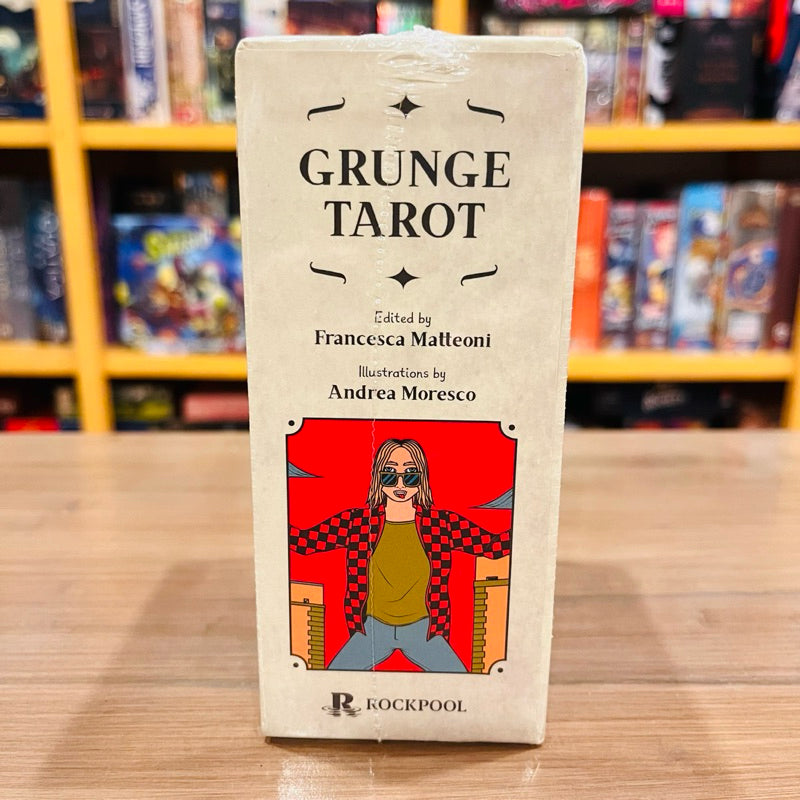 GRUNGE
TAROT
Edited by
Francesca Matteoni
Illustrations by
Andrea Moresco
R ROCKPOOL